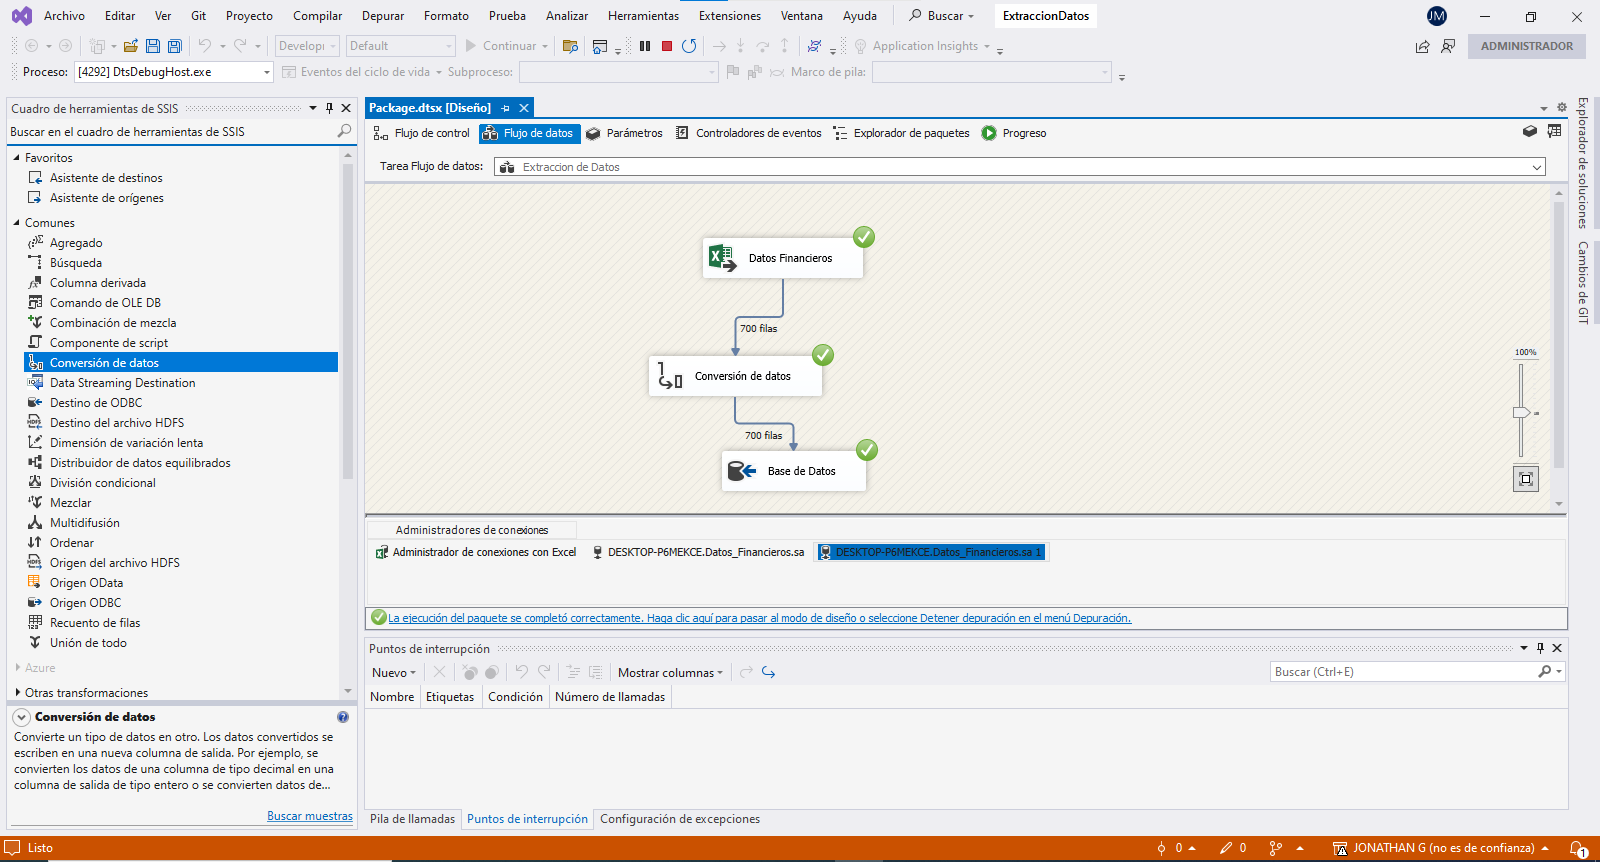 Archivo Editar Ver Git Proyecto Compilar Depurar Formato Prueba Analizar Herramientas Extensiones Ventana Ayuda Buscar ExtraccionDatos JM
Develop Default Continuar Application Insights ADMINISTRADOR
Proceso: [4292] DtsDebugHost.exe Eventos del ciclo de vida Subproceso: Marco de pila:
Cuadro de herramientas de SSIS
Buscar en el cuadro de herramientas de SSIS
Favoritos
Asistente de destinos
Asistente de orígenes
Comunes
Agregado
Búsqueda
Columna derivada
Comando de OLE DB
Combinación de mezcla
Componente de script
Conversión de datos
Data Streaming Destination
Destino de ODBC
Destino del archivo HDFS
Dimensión de variación lenta
Distribuidor de datos equilibrados
División condicional
Mezclar
Multidifusión
Ordenar
Origen del archivo HDFS
Origen OData
Origen ODBC
Recuento de filas
Unión de todo
Azure
Otras transformaciones
Conversión de datos
Convierte un tipo de datos en otro. Los datos convertidos se
escriben en una nueva columna de salida. Por ejemplo, se
convierten los datos de una columna de tipo decimal en una
columna de salida de tipo entero o se convierten datos de...
Buscar muestras
Package.dtsx [Diseño]
Flujo de control Flujo de datos Parámetros Controladores de eventos Explorador de paquetes Progreso
Tarea Flujo de datos: Extraccion de Datos
Datos Financieros
700 filas
Conversión de datos
700 filas
Base de Datos
100%
Administradores de conexiones
Administrador de conexiones con Excel DESKTOP-P6MEKCE.Datos_Financieros.sa DESKTOP-P6MEKCE.Datos_Financieros.sa 1
La ejecución del paquete se completó correctamente. Haga clic aquí para pasar al modo de diseño o seleccione Detener depuración en el menú Depuración.
Puntos de interrupción
Nuevo Mostrar columnas Buscar (Ctrl+E)
Nombre Etiquetas Condición Número de llamadas
Pila de llamadas Puntos de interrupción Configuración de excepciones
Explorador de soluciones
Cambios de GIT
Listo 0 0 JONATHAN G (no es de confianza) 1